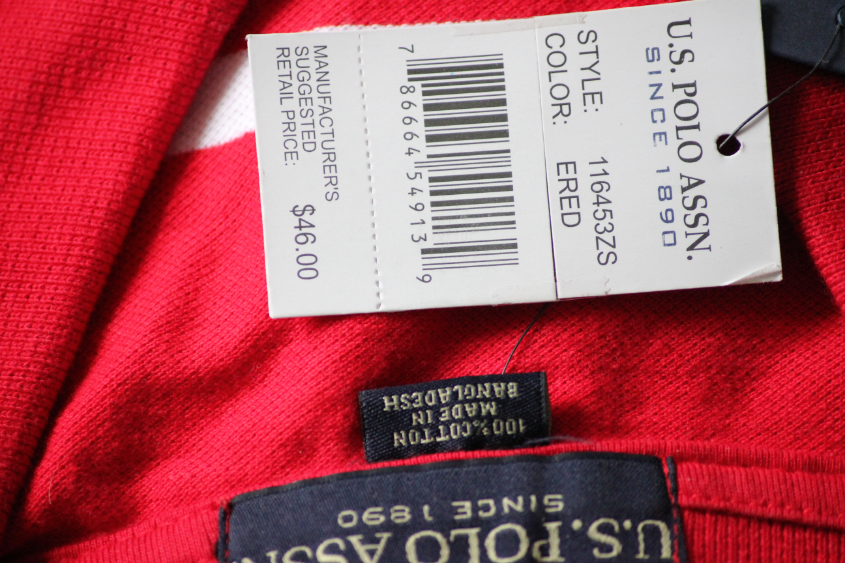 U.S. POLO ASSN.
SINCE 1890
STYLE: 116453ZS
COLOR: ERED
7 86664 54913 9
MANUFACTURER'S
SUGGESTED
RETAIL PRICE: $46.00
100%COTTON
MADE IN
BANGLADESH
U.S. POLO ASSN.
SINCE 1890